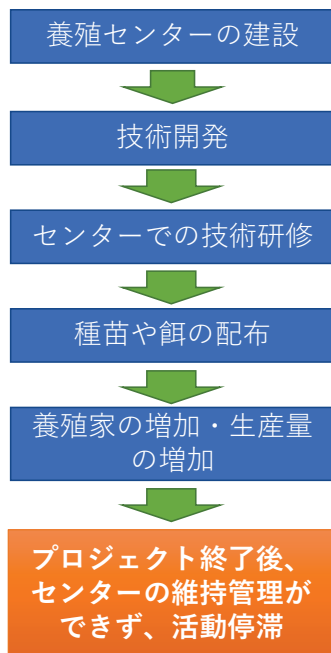 養殖センターの建設
技術開発
センターでの技術研修
種苗や餌の配布
養殖家の増加・生産量
の増加
プロジェクト終了後、
センターの維持管理が
できず、活動停滞